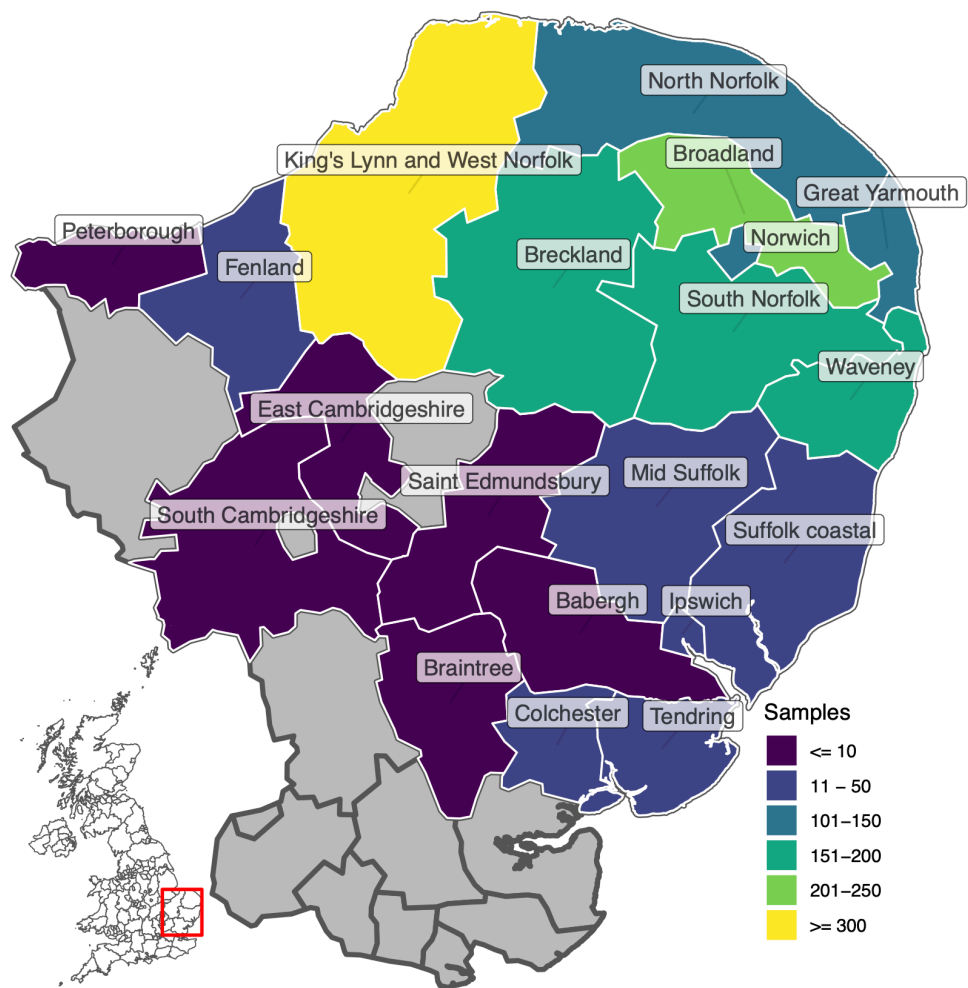 North Norfolk
King's Lynn and West Norfolk
Broadland
Great Yarmouth
Peterborough
Norwich
Fenland
Breckland
South Norfolk
Waveney
East Cambridgeshire
Mid Suffolk
Saint Edmundsbury
South Cambridgeshire
Suffolk coastal
Babergh
Ipswich
Braintree
Colchester
Tendring
Samples
<= 10
11 – 50
101–150
151–200
201–250
>= 300